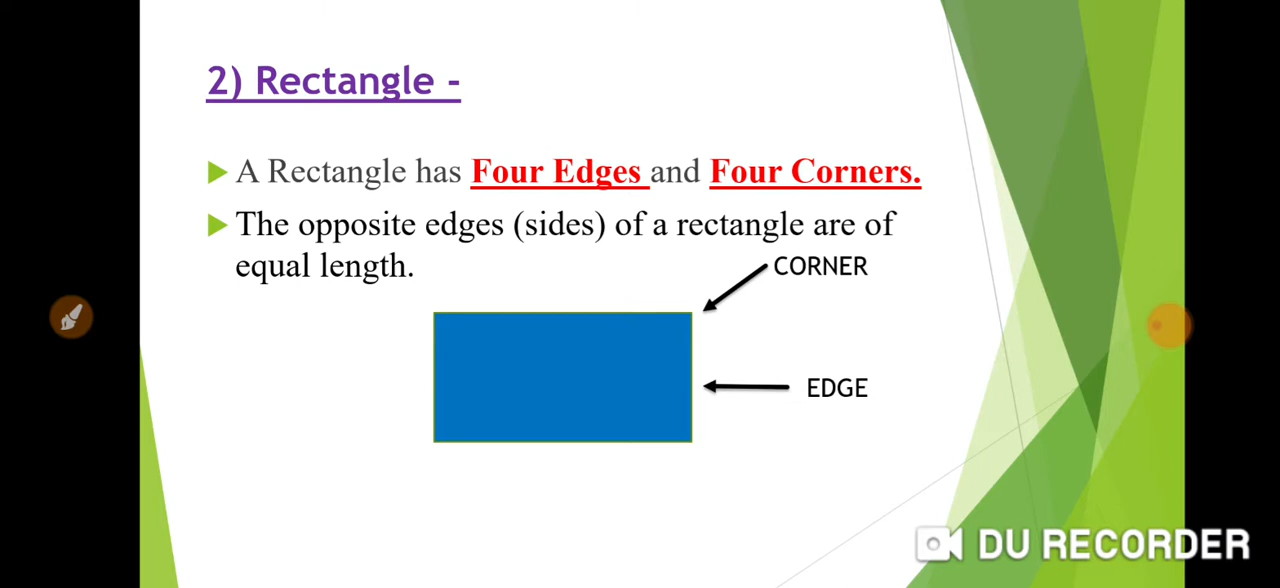 2) Rectangle -
A Rectangle has Four Edges and Four Corners.
The opposite edges (sides) of a rectangle are of
equal length.
CORNER
EDGE
DU RECORDER